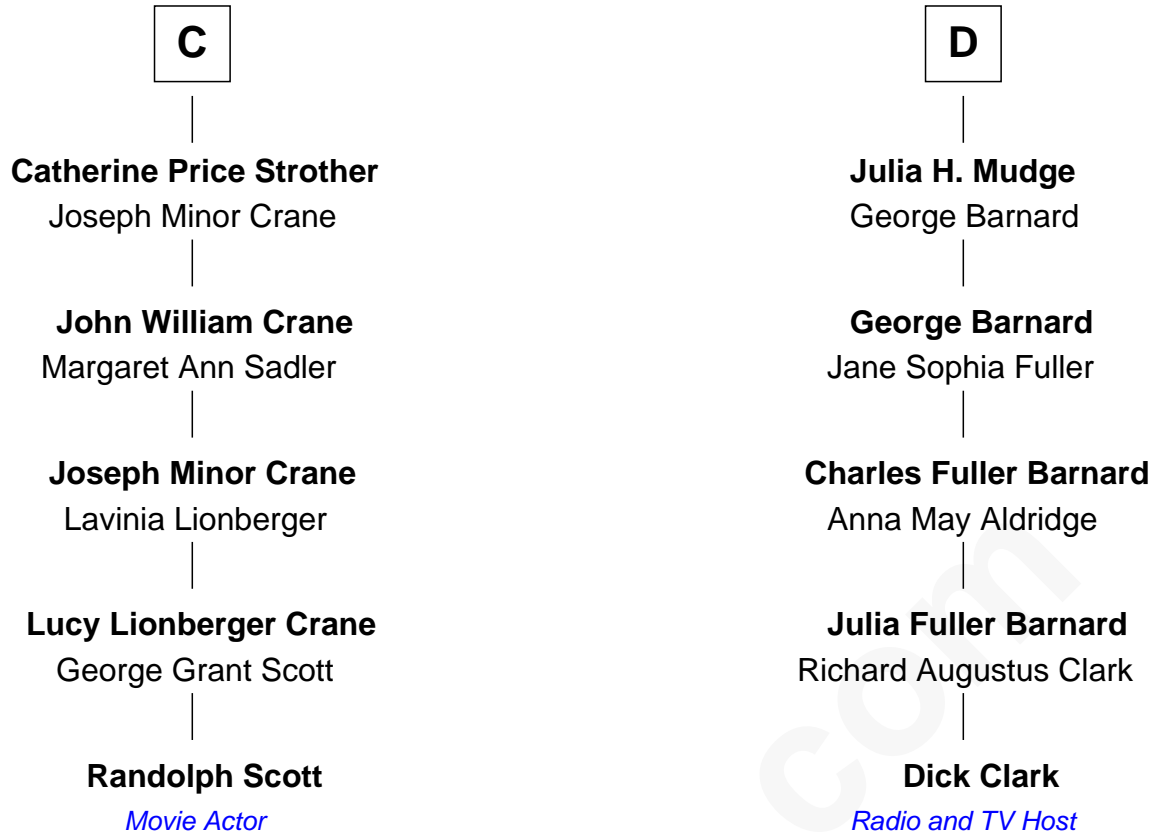 C
Catherine Price Strother
Joseph Minor Crane
John William Crane
Margaret Ann Sadler
Joseph Minor Crane
Lavinia Lionberger
Lucy Lionberger Crane
George Grant Scott
Randolph Scott
Movie Actor
D
Julia H. Mudge
George Barnard
George Barnard
Jane Sophia Fuller
Charles Fuller Barnard
Anna May Aldridge
Julia Fuller Barnard
Richard Augustus Clark
Dick Clark
Radio and TV Host
com